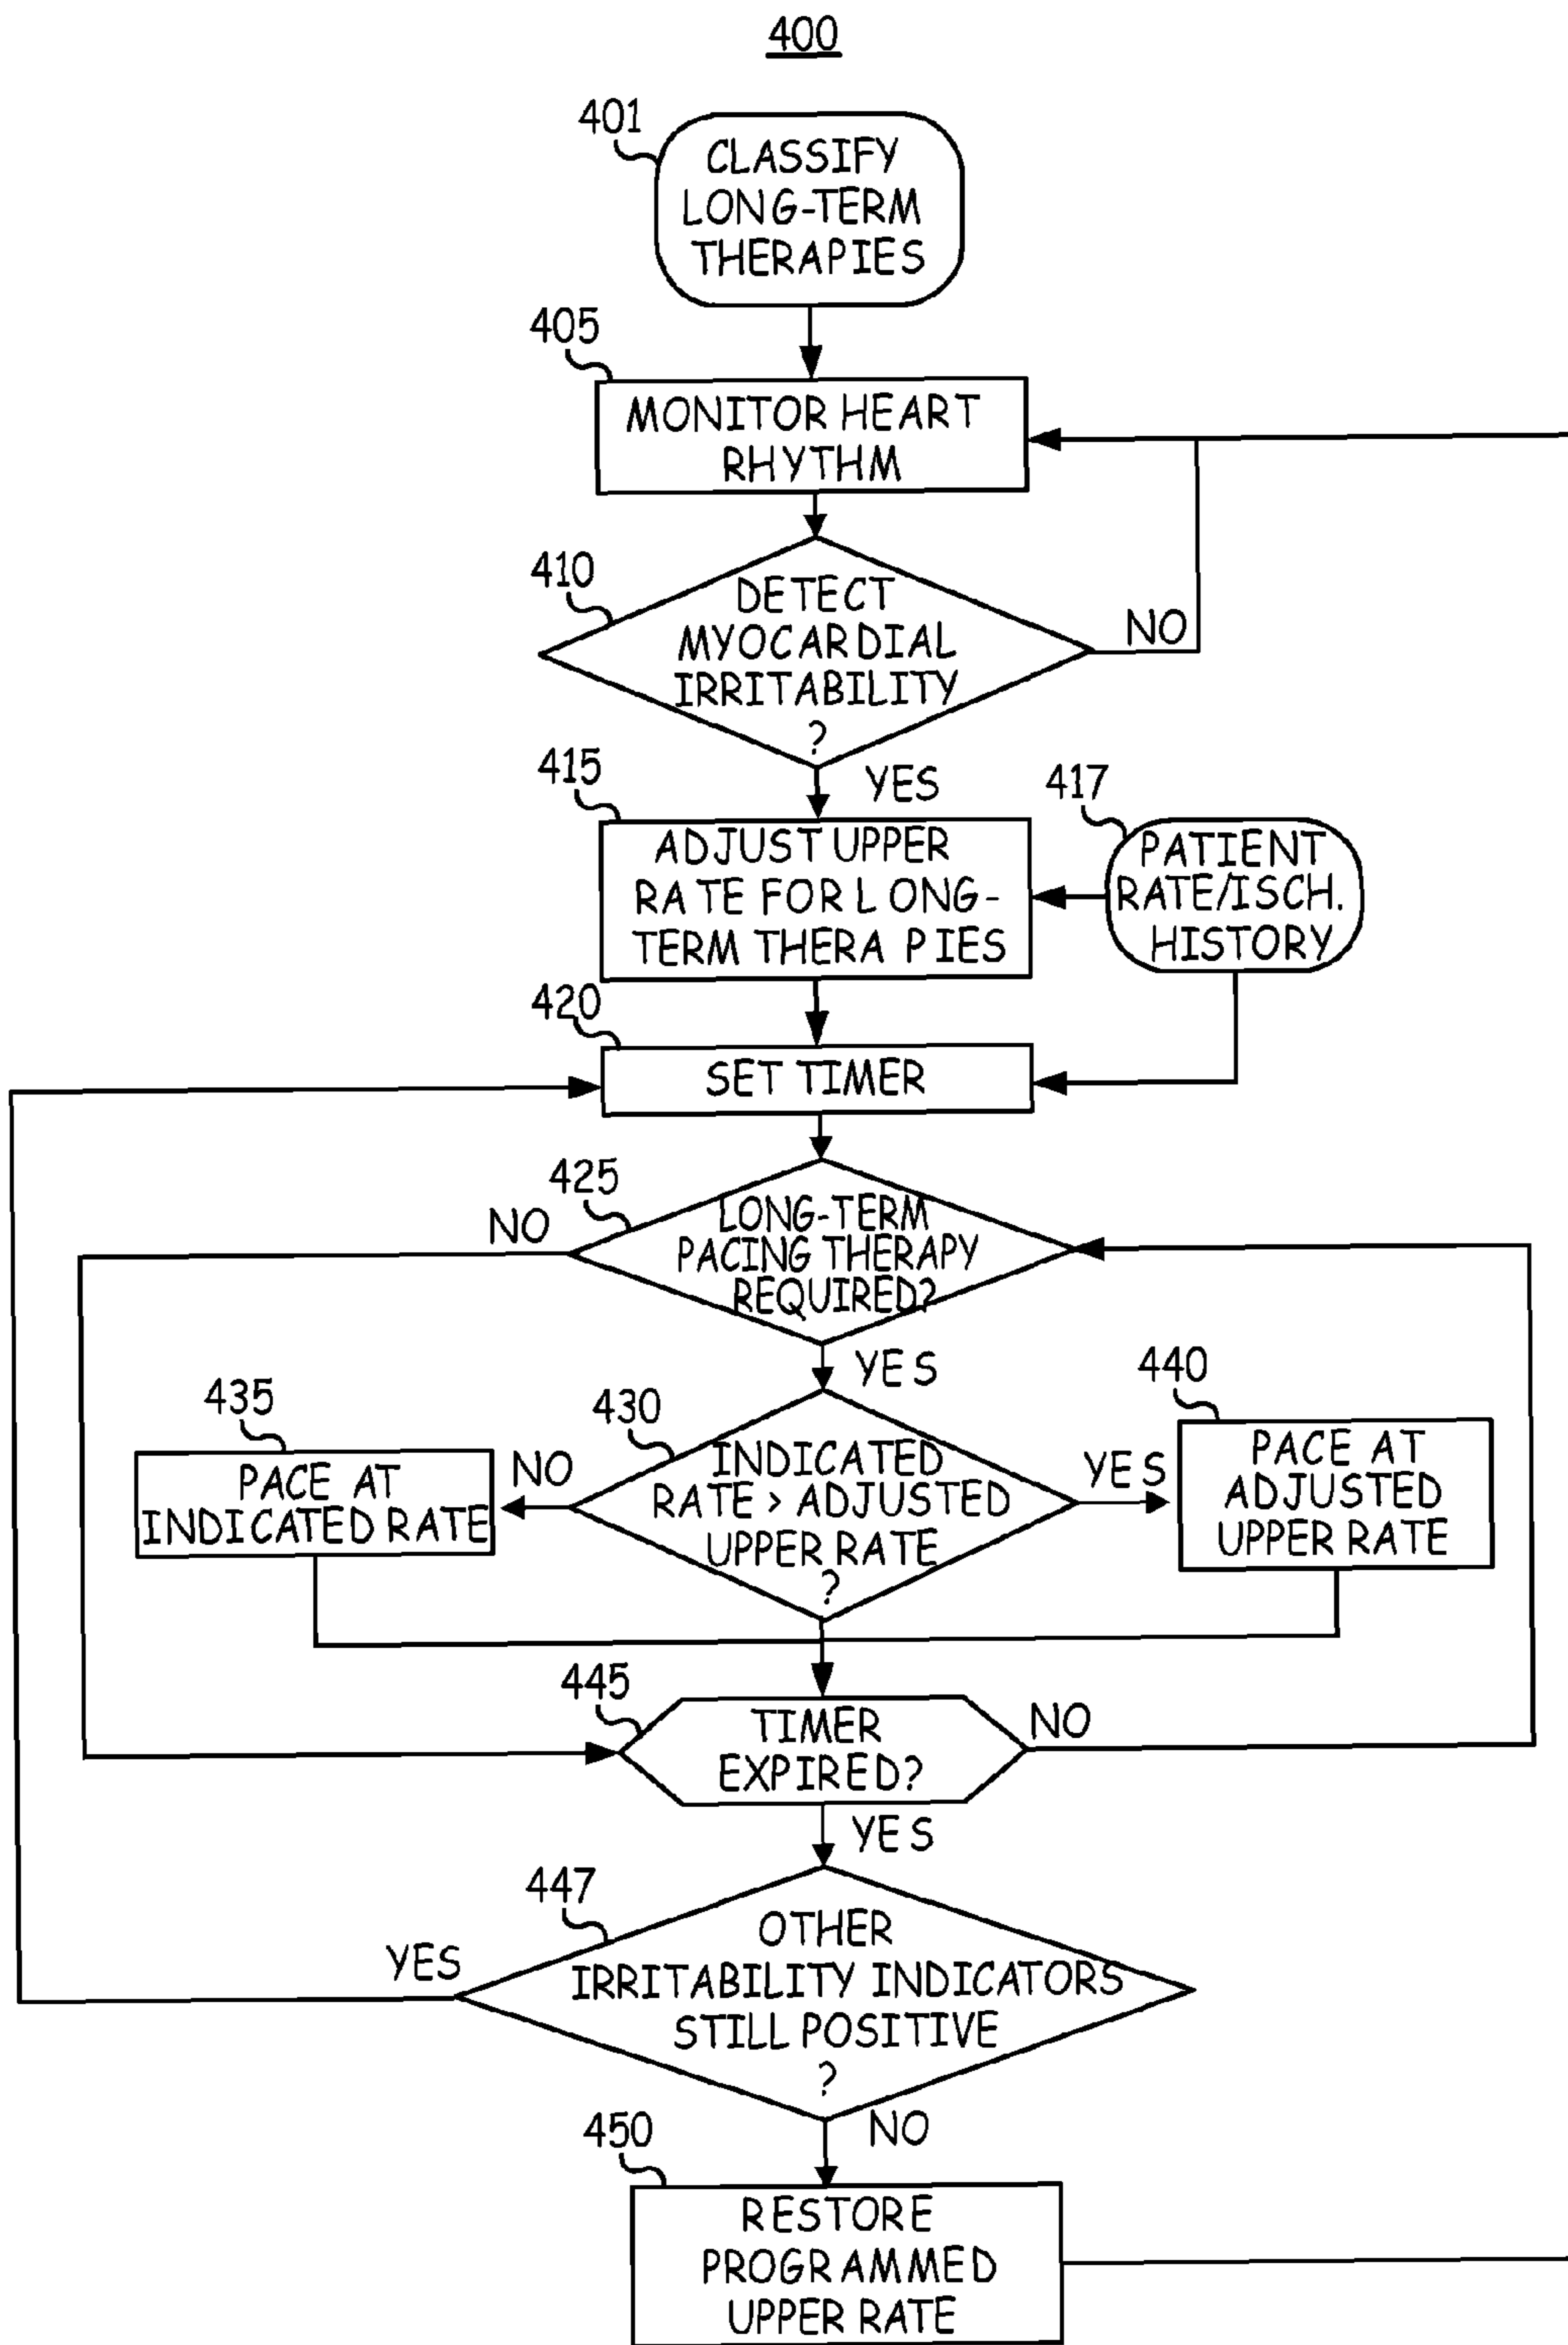 400
401
CLASSIFY
LONG-TERM
THERAPIES
405
MONITOR HEART
RHYTHM
410
DETECT
MYOCARDIAL
IRRITABILITY
?
NO
YES
415
ADJUST UPPER
RATE FOR LONG-
TERM THERAPIES
417
PATIENT
RATE/ISCH.
HISTORY
420
SET TIMER
425
LONG-TERM
PACING THERAPY
REQUIRED?
NO
YES
430
INDICATED
RATE > ADJUSTED
UPPER RATE
?
NO
YES
435
PACE AT
INDICATED RATE
440
PACE AT
ADJUSTED
UPPER RATE
445
TIMER
EXPIRED?
NO
YES
447
OTHER
IRRITABILITY INDICATORS
STILL POSITIVE
?
YES
NO
450
RESTORE
PROGRAMMED
UPPER RATE